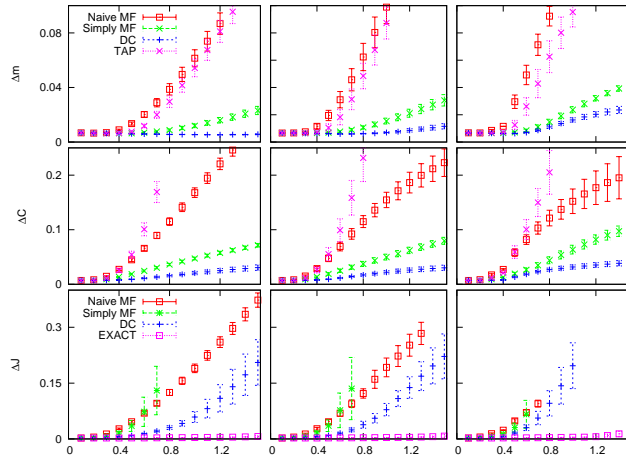 Naive MF
Simply MF
DC
TAP
Δm
0.08
0.04
0
ΔC
0.2
0.1
0
Naive MF
Simply MF
DC
EXACT
ΔJ
0.3
0.15
0
0 0.4 0.8 1.2 0 0.4 0.8 1.2 0 0.4 0.8 1.2